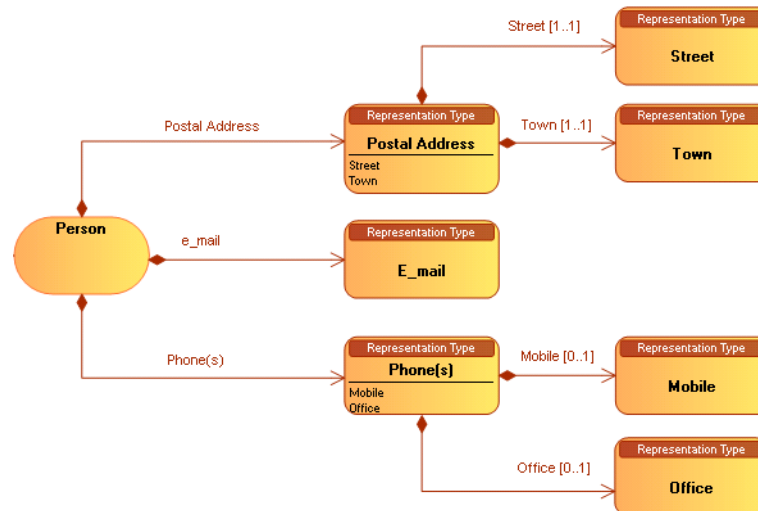 Street [1..1]
Representation Type
Street
Postal Address
Representation Type
Postal Address
Street
Town
Town [1..1]
Representation Type
Town
Person
e_mail
Representation Type
E_mail
Phone(s)
Representation Type
Phone(s)
Mobile
Office
Mobile [0..1]
Representation Type
Mobile
Office [0..1]
Representation Type
Office